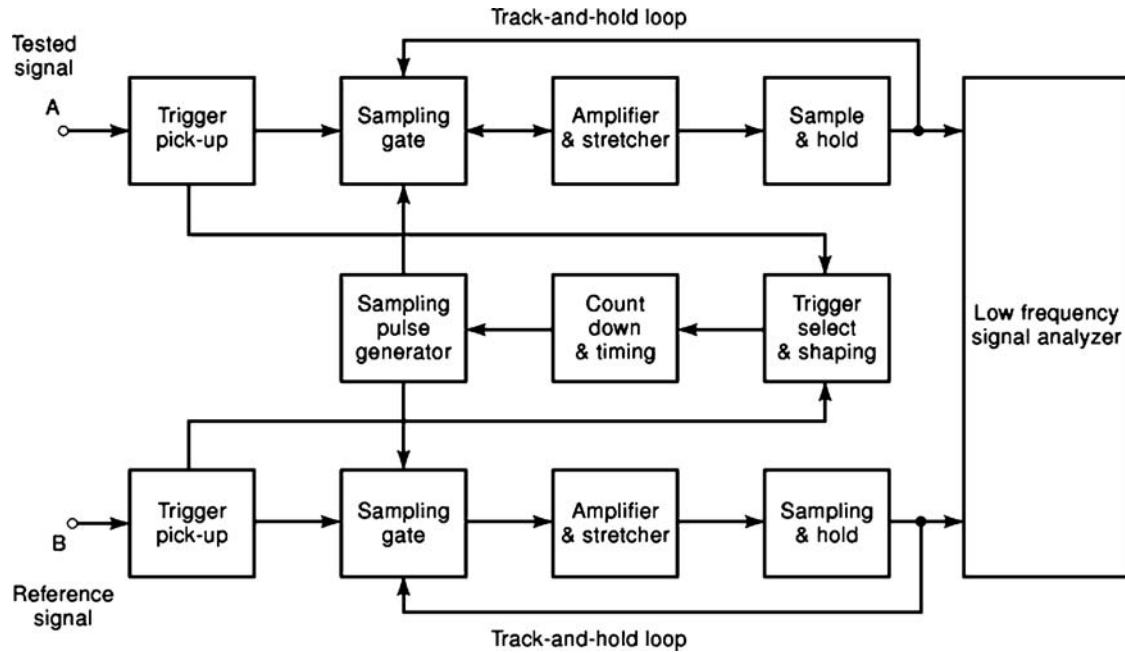 Track-and-hold loop
Tested
signal
A
Trigger
pick-up
Sampling
gate
Amplifier
& stretcher
Sample
& hold
Sampling
pulse
generator
Count
down
& timing
Trigger
select
& shaping
Low frequency
signal analyzer
B
Trigger
pick-up
Sampling
gate
Amplifier
& stretcher
Sampling
& hold
Reference
signal
Track-and-hold loop